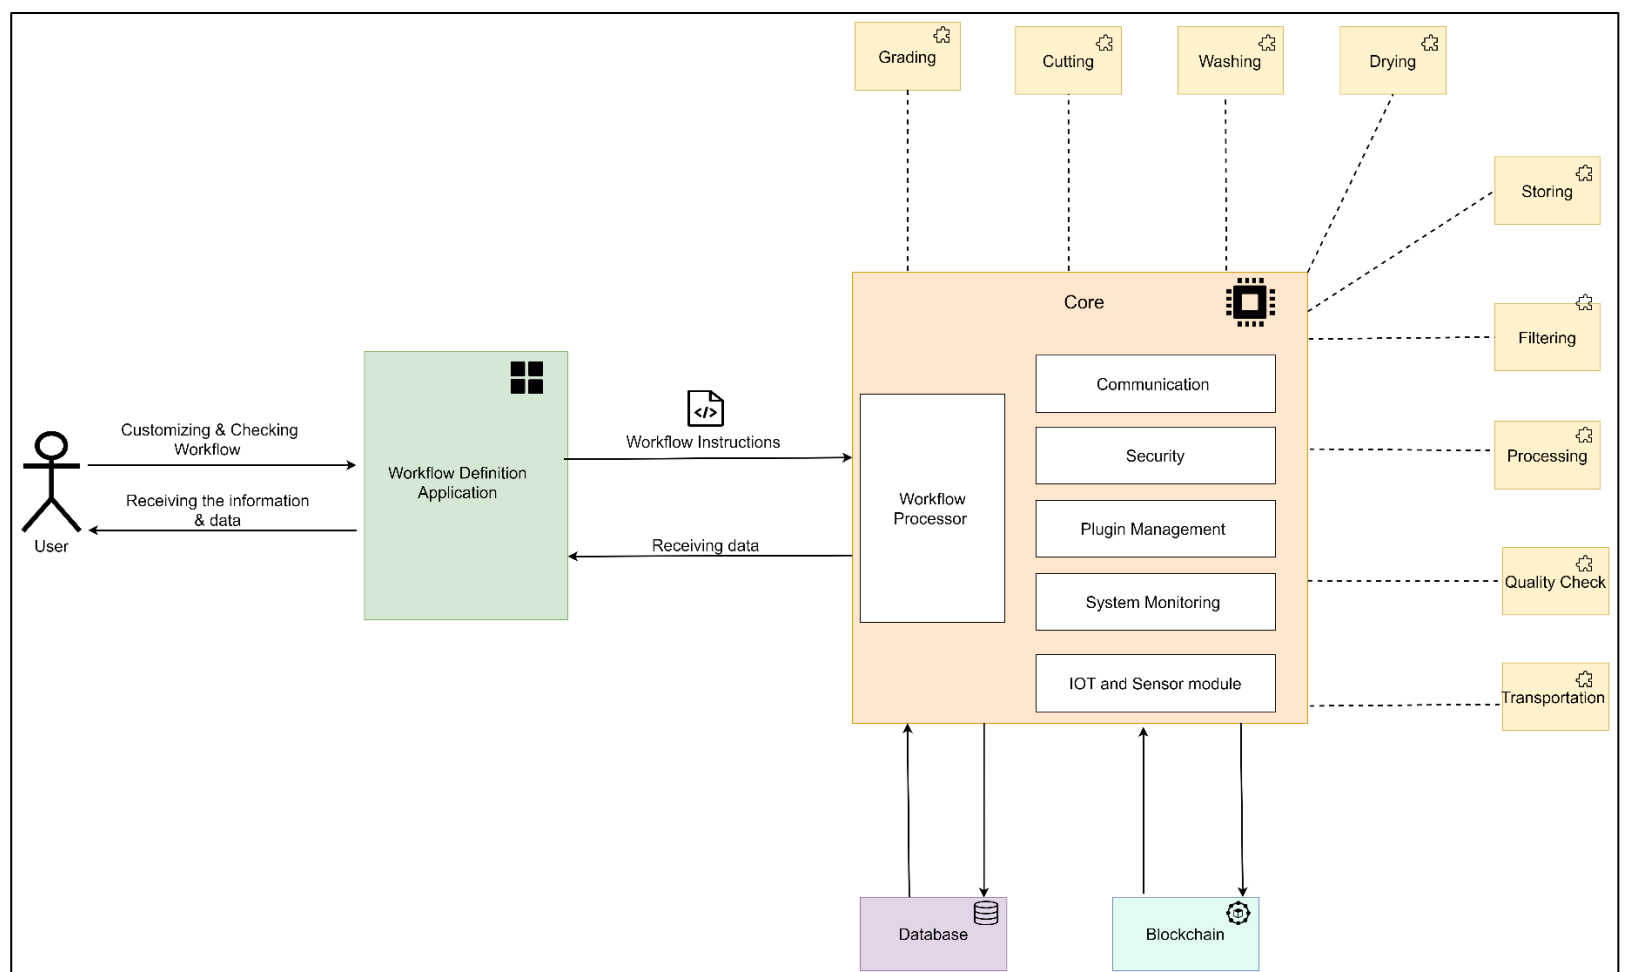 Grading
Cutting
Washing
Drying
Storing
Core
Filtering
Communication
Customizing & Checking
Workflow
</>
Workflow Instructions
Security
Processing
Workflow Definition
Application
Receiving the information
& data
User
Workflow
Processor
Plugin Management
Receiving data
Quality Check
System Monitoring
IOT and Sensor module
Transportation
Database
Blockchain